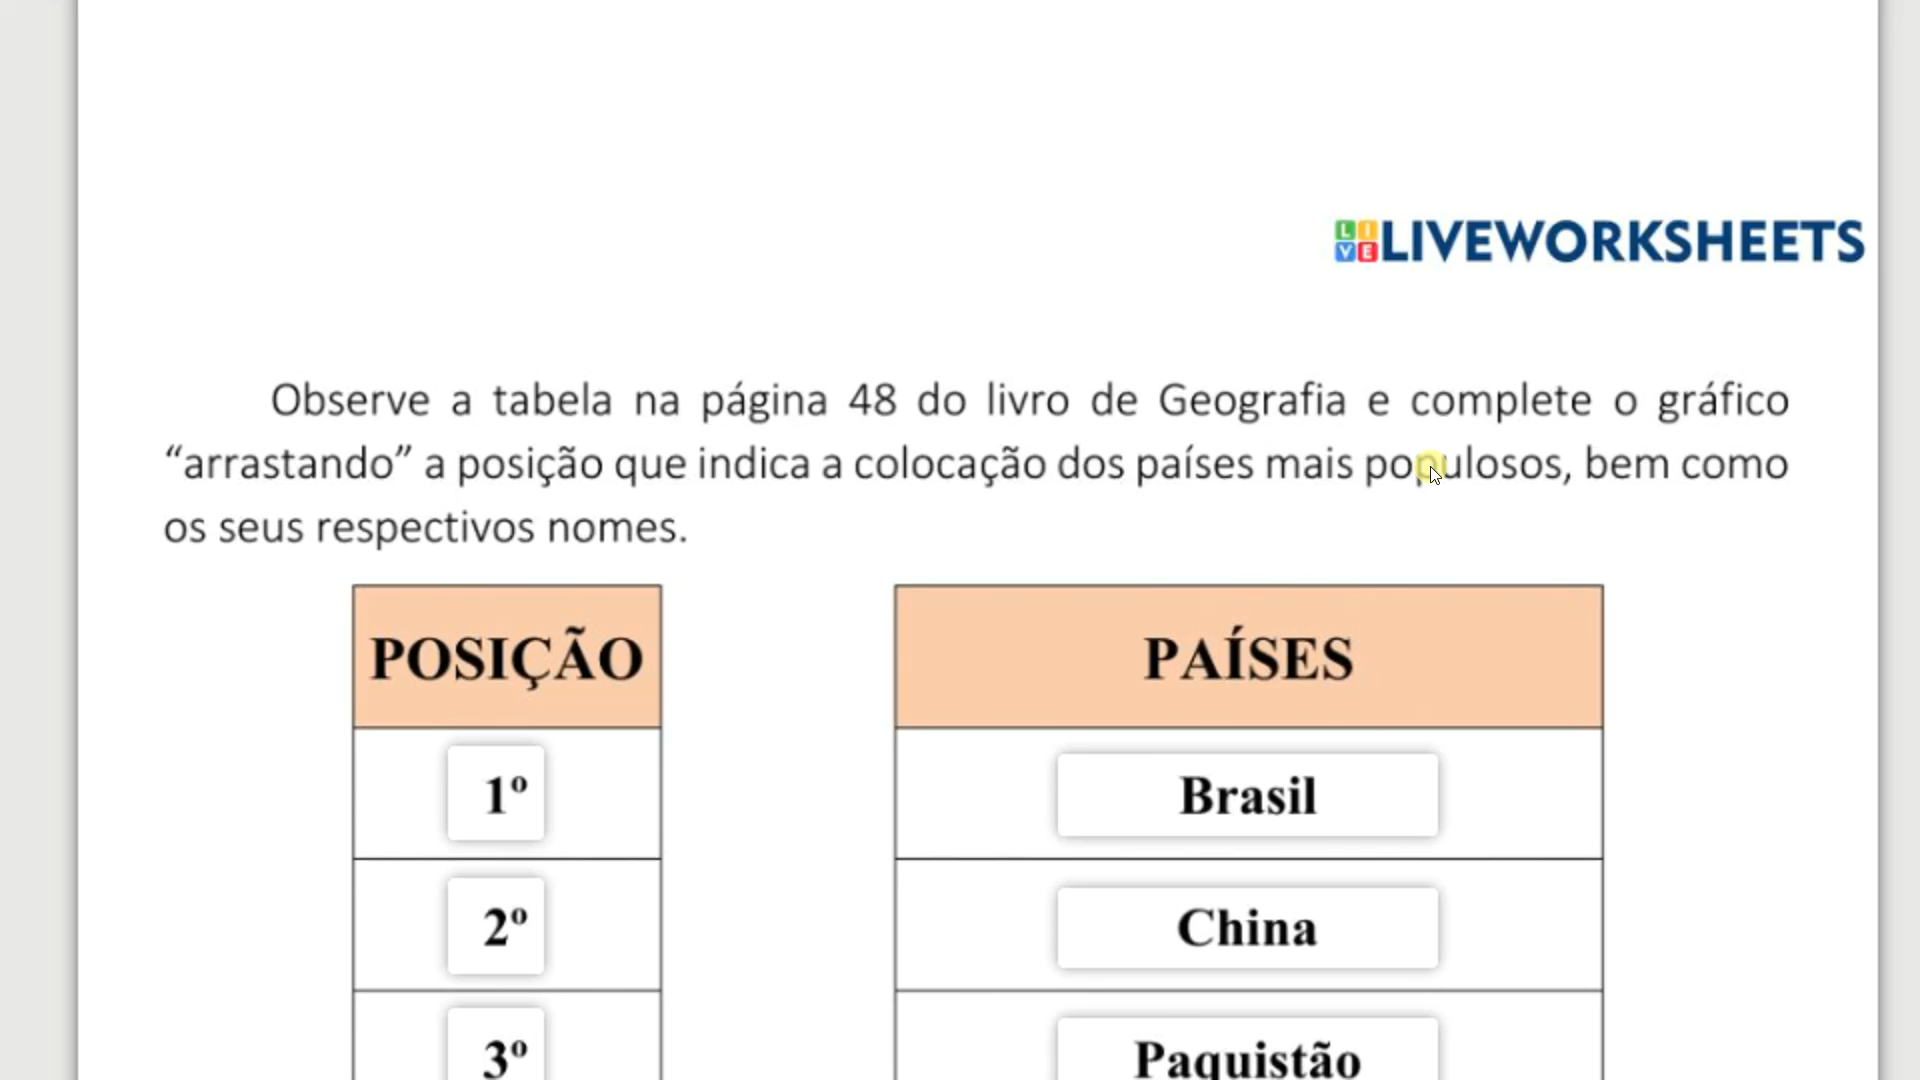 LIVE LIVEWORKSHEETS
Observe a tabela na página 48 do livro de Geografia e complete o gráfico
“arrastando” a posição que indica a colocação dos países mais populosos, bem como
os seus respectivos nomes.
POSIÇÃO
PAÍSES
1º
Brasil
2º
China
3º
Paquistão